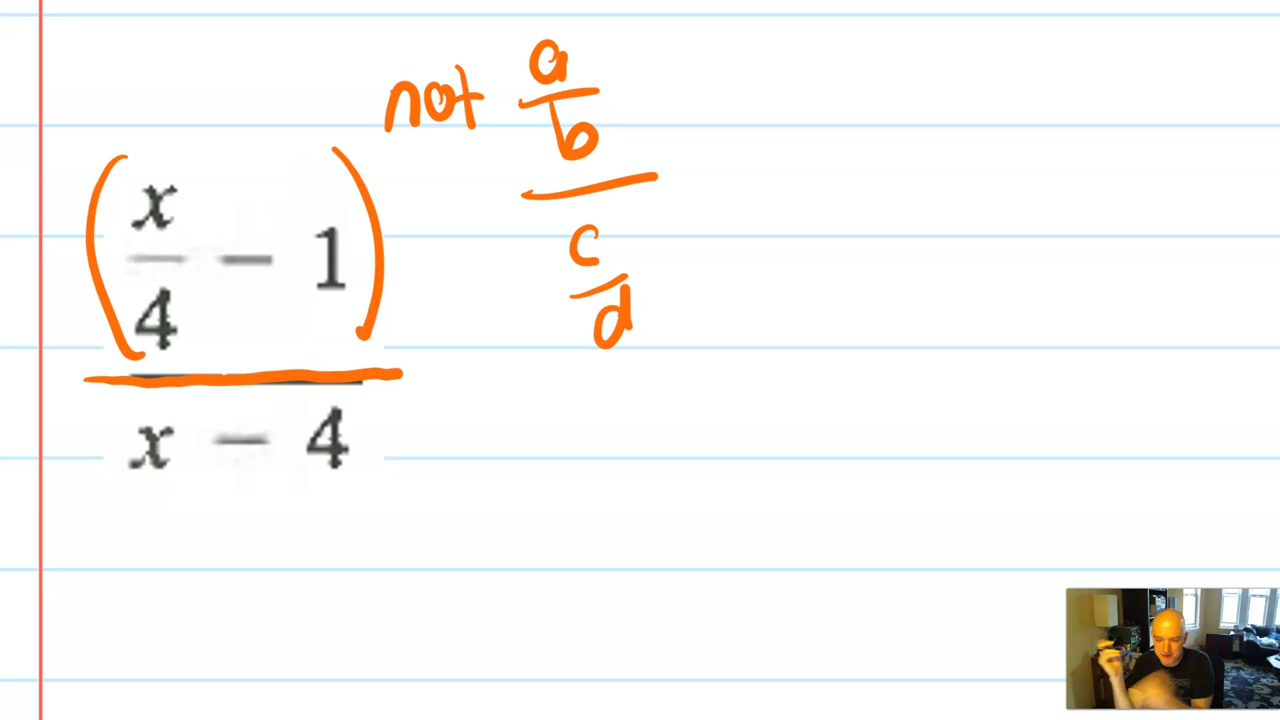 not a/b
c/d
(x/4 − 1)
x − 4